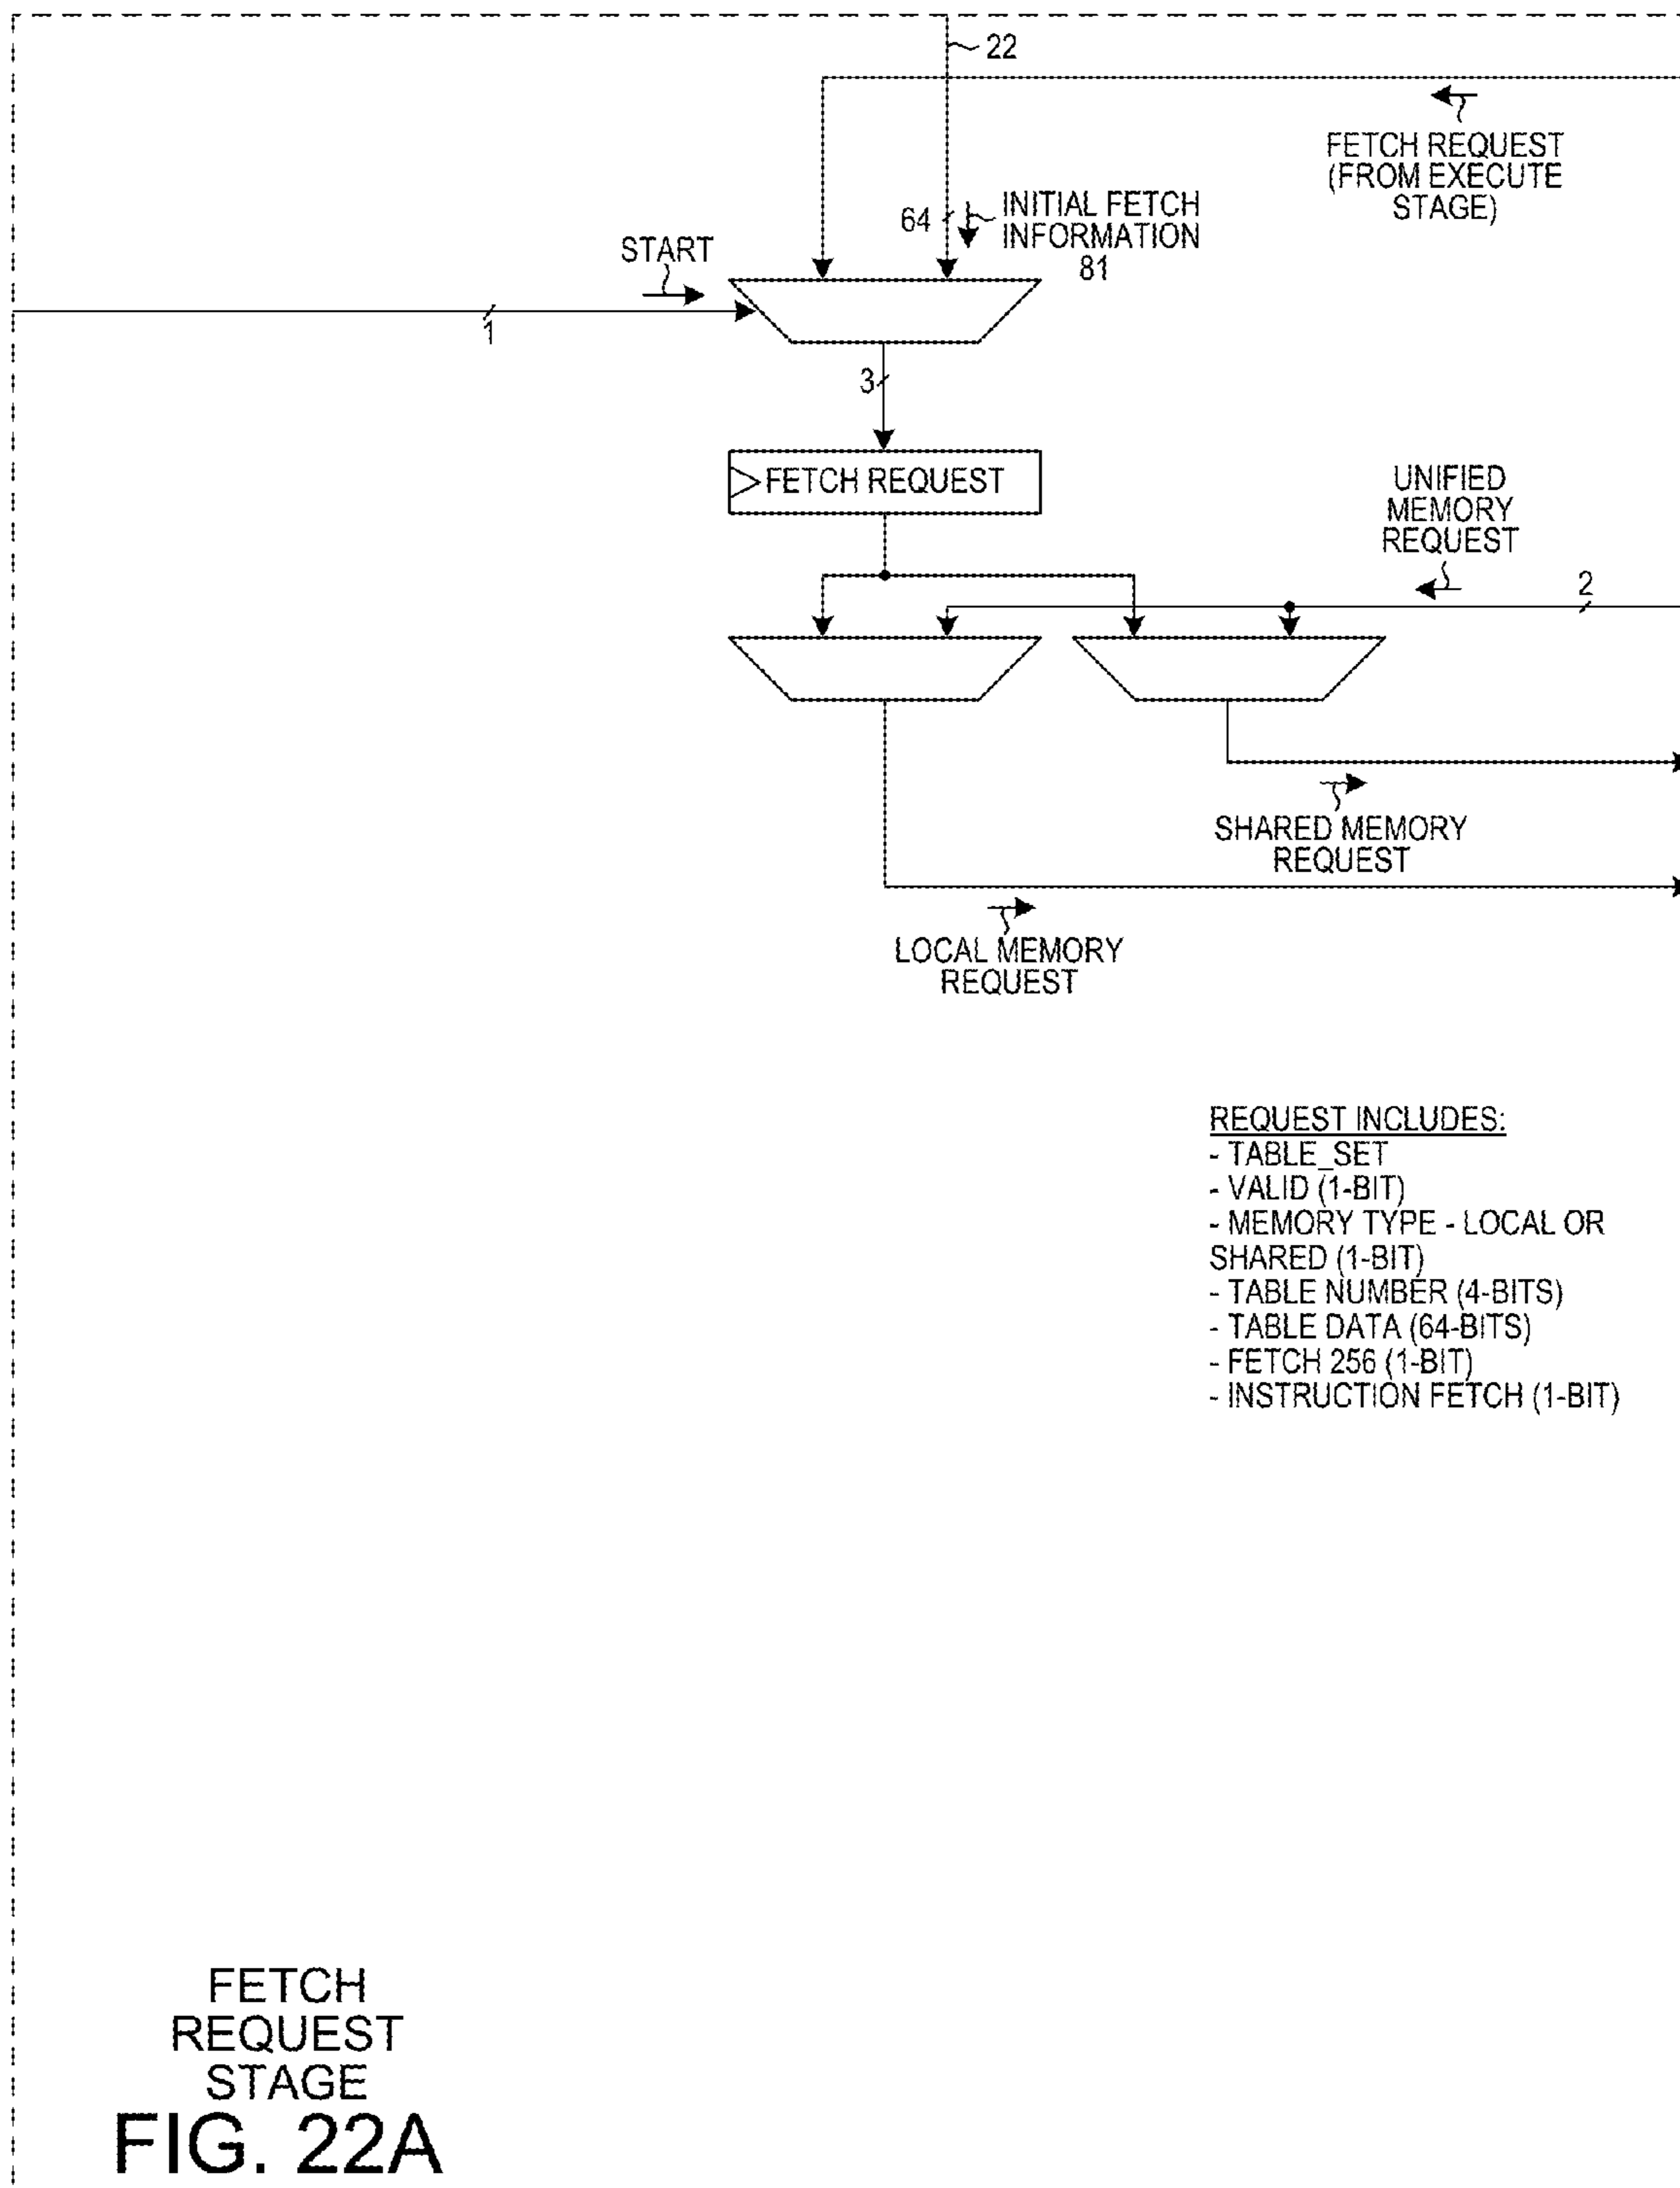 22
FETCH REQUEST
(FROM EXECUTE
STAGE)
64
INITIAL FETCH
INFORMATION
81
START
1
3
FETCH REQUEST
UNIFIED
MEMORY
REQUEST
2
SHARED MEMORY
REQUEST
LOCAL MEMORY
REQUEST
REQUEST INCLUDES:
- TABLE_SET
- VALID (1-BIT)
- MEMORY TYPE - LOCAL OR
SHARED (1-BIT)
- TABLE NUMBER (4-BITS)
- TABLE DATA (64-BITS)
- FETCH 256 (1-BIT)
- INSTRUCTION FETCH (1-BIT)
FETCH
REQUEST
STAGE
FIG. 22A